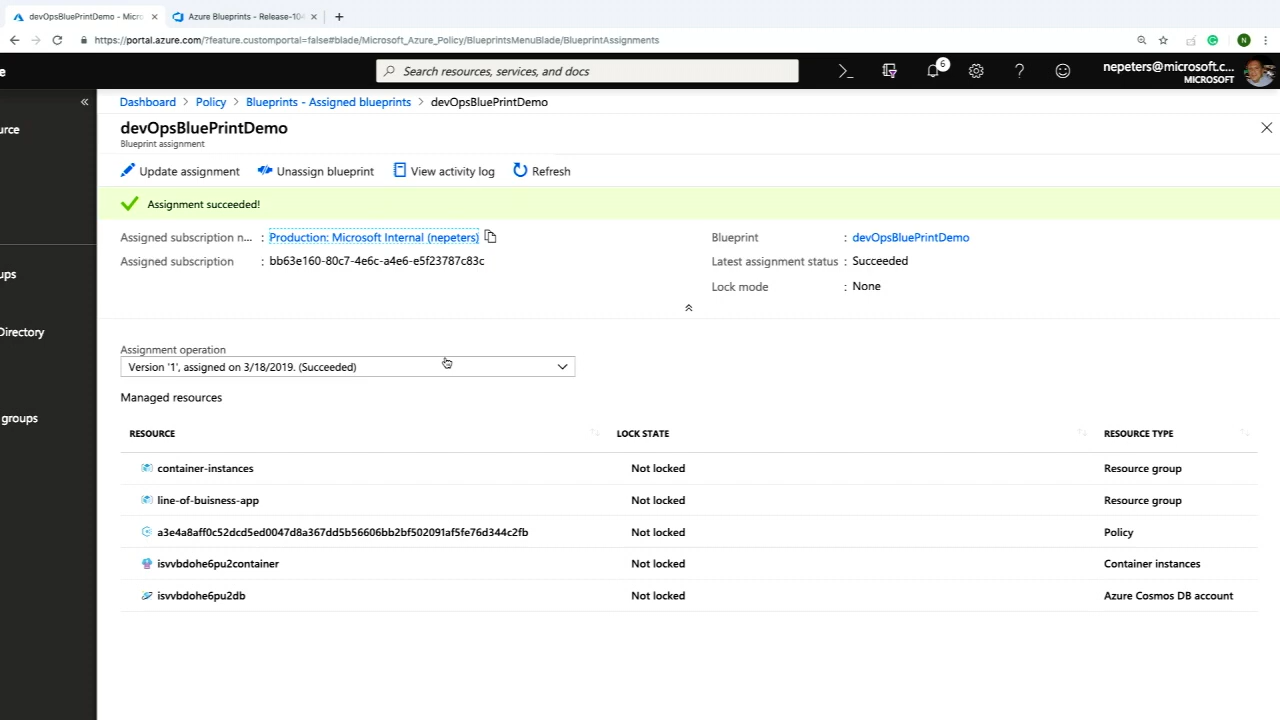 devOpsBluePrintDemo - Micro
Azure Blueprints - Release-104
https://portal.azure.com/?feature.customportal=false#blade/Microsoft_Azure_Policy/BlueprintsMenuBlade/BlueprintAssignments
e
Search resources, services, and docs
6
nepeters@microsoft.c...
MICROSOFT
N
«
urce
ups
Directory
groups
Dashboard > Policy > Blueprints - Assigned blueprints > devOpsBluePrintDemo
devOpsBluePrintDemo
Blueprint assignment
Update assignment Unassign blueprint View activity log Refresh
Assignment succeeded!
Assigned subscription n... : Production: Microsoft Internal (nepeters)
Assigned subscription : bb63e160-80c7-4e6c-a4e6-e5f23787c83c
Blueprint : devOpsBluePrintDemo
Latest assignment status : Succeeded
Lock mode : None
Assignment operation
Version '1', assigned on 3/18/2019. (Succeeded)
Managed resources
RESOURCE LOCK STATE RESOURCE TYPE
container-instances Not locked Resource group
line-of-buisness-app Not locked Resource group
a3e4a8aff0c52dcd5ed0047d8a367dd5b56606bb2bf502091af5fe76d344c2fb Not locked Policy
isvvbdohe6pu2container Not locked Container instances
isvvbdohe6pu2db Not locked Azure Cosmos DB account